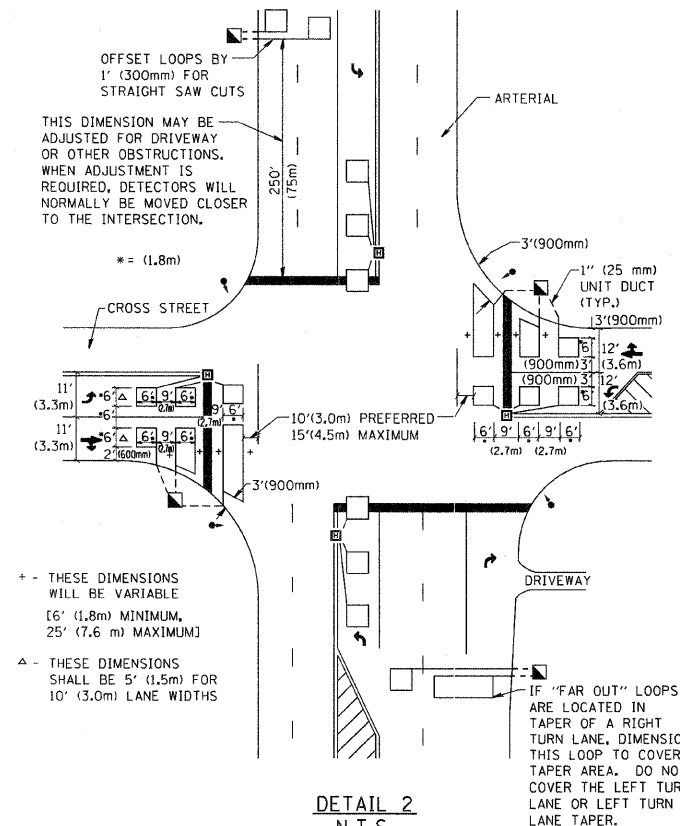 OFFSET LOOPS BY
1' (300mm) FOR
STRAIGHT SAW CUTS
THIS DIMENSION MAY BE
ADJUSTED FOR DRIVEWAY
OR OTHER OBSTRUCTIONS.
WHEN ADJUSTMENT IS
REQUIRED, DETECTORS WILL
NORMALLY BE MOVED CLOSER
TO THE INTERSECTION.
* = (1.8m)
250'
(75m)
ARTERIAL
3'(900mm)
1" (25 mm)
UNIT DUCT
(TYP.)
3'(900mm)
CROSS STREET
H
6' 12'
(3.6m)
(900mm) 3'
(900mm) 3' 12'
6'
(3.6m)
H
6' 9' 6' 9' 6'
(2.7m) (2.7m)
H
11'
(3.3m)
*6' △ 6' 9' 6'
(2.7m)
*6'
9' 6'
(2.7m)
11'
(3.3m)
*6' △ 6' 9' 6'
(2.7m)
2' (600mm)
10'(3.0m) PREFERRED
15'(4.5m) MAXIMUM
3'(900mm)
H
DRIVEWAY
+ - THESE DIMENSIONS
WILL BE VARIABLE
[6' (1.8m) MINIMUM,
25' (7.6 m) MAXIMUM]
△ - THESE DIMENSIONS
SHALL BE 5' (1.5m) FOR
10' (3.0m) LANE WIDTHS
IF "FAR OUT" LOOPS
ARE LOCATED IN
TAPER OF A RIGHT
TURN LANE, DIMENSIO
THIS LOOP TO COVER
TAPER AREA. DO NO
COVER THE LEFT TUR
LANE OR LEFT TURN
LANE TAPER.
DETAIL 2
N.T.S.